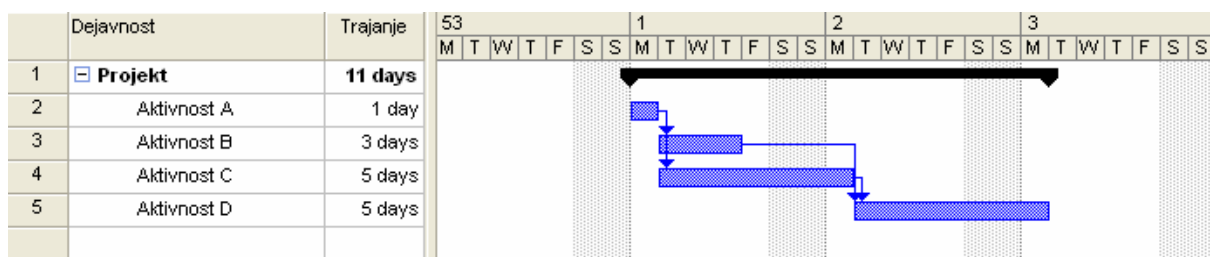 Dejavnost Trajanje 53 1 2 3
M T W T F S S M T W T F S S M T W T F S S M T W T F S S
1 Projekt 11 days
2 Aktivnost A 1 day
3 Aktivnost B 3 days
4 Aktivnost C 5 days
5 Aktivnost D 5 days